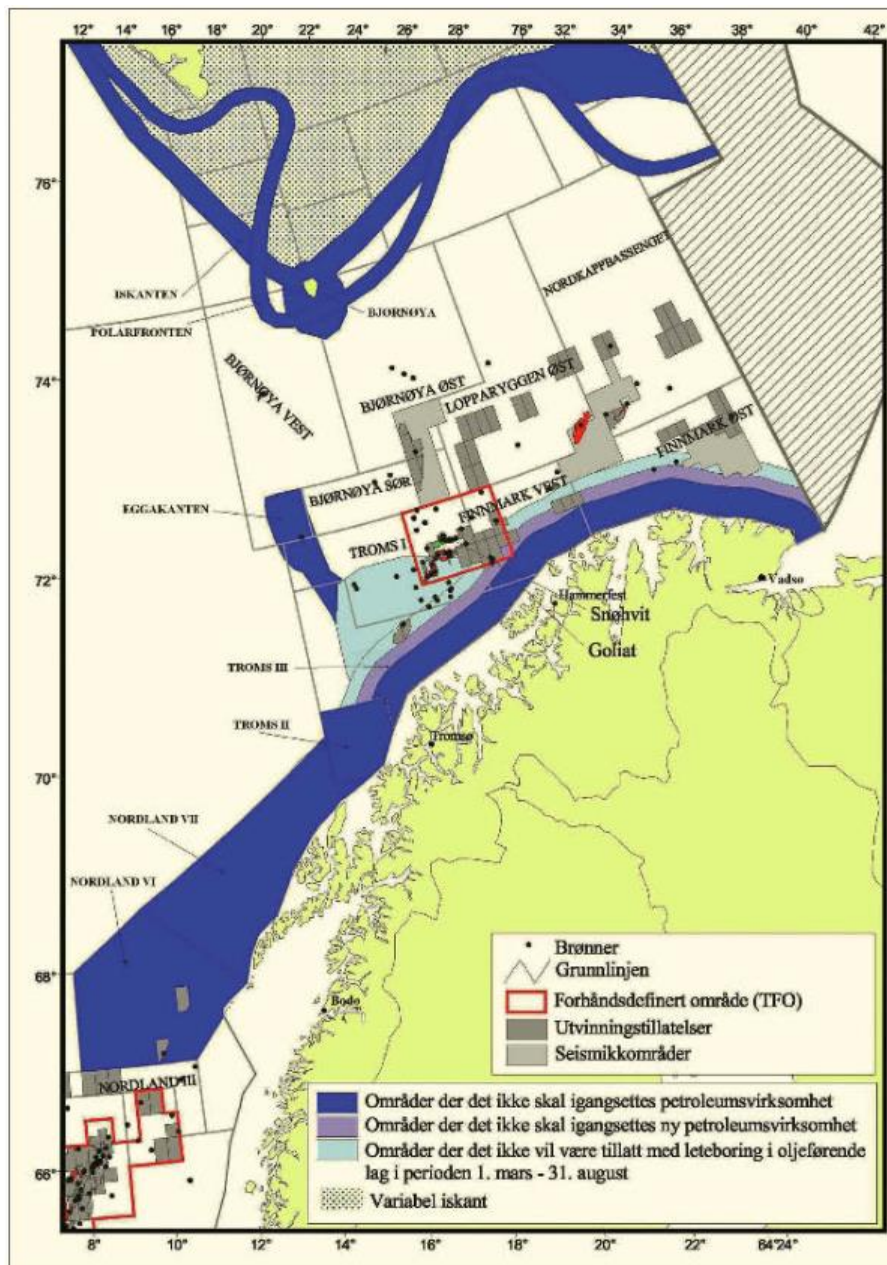 12° 14° 16° 18° 20° 22° 24° 26° 28° 30° 32° 34° 36° 38° 40° 42°
76°
NORDKAPPBASSENGET
ISKANTEN
POLARFRONTEN
BJØRNØYA
74°
BJØRNØYA VEST
BJØRNØYA ØST
LOPPARYGGEN ØST
FINNMARK ØST
BJØRNØYA SØR
EGGAKANTEN
FINNMARK VEST
TROMS I
72°
Vadsø
Hammerfest
Snøhvit
Goliat
TROMS III
TROMS II
Tromsø
70°
NORDLAND VII
NORDLAND VI
68°
Bodø
NORDLAND III
66°
Brønner
Grunnlinjen
Forhåndsdefinert område (TFO)
Utvinningstillatelser
Seismikkområder
Områder der det ikke skal igangsettes petroleumsvirksomhet
Områder der det ikke skal igangsettes ny petroleumsvirksomhet
Områder der det ikke vil være tillatt med leteboring i oljeførende
lag i perioden 1. mars - 31. august
Variabel iskant
8° 10° 12° 14° 16° 18° 20° 22° 64°24°